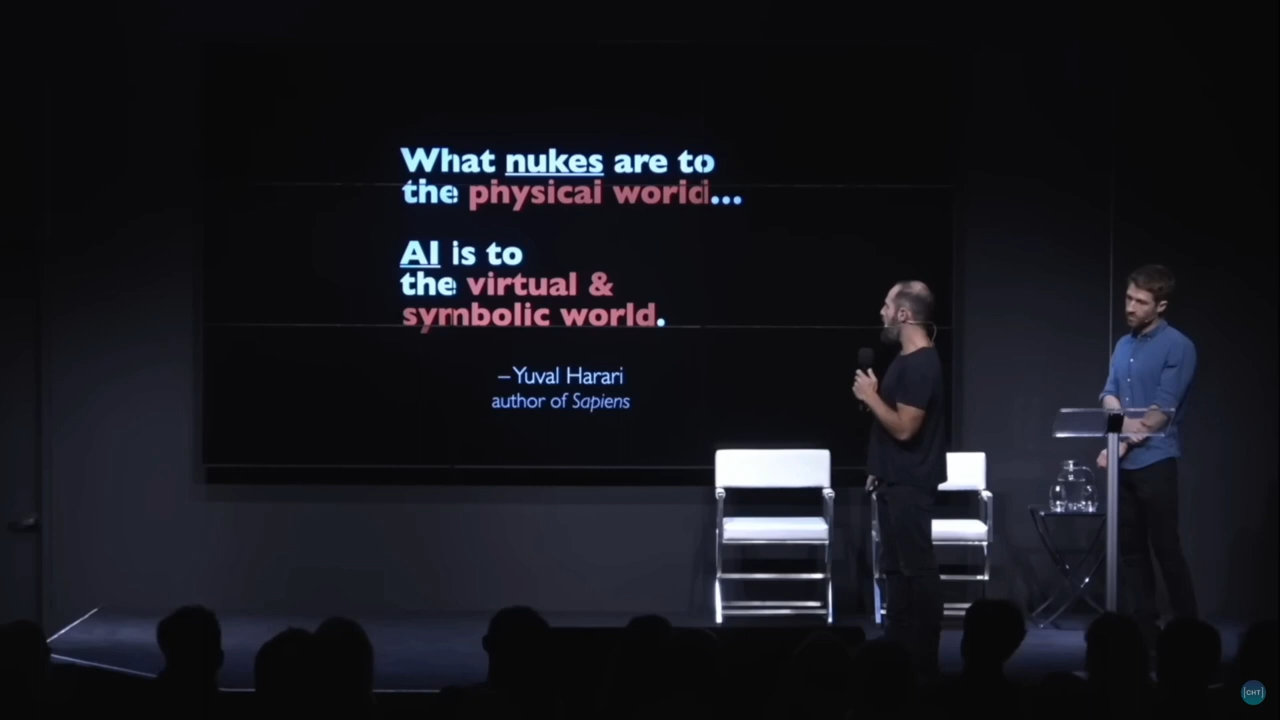 What nukes are to
the physical world...
AI is to
the virtual &
symbolic world.
–Yuval Harari
author of Sapiens
[CHT]